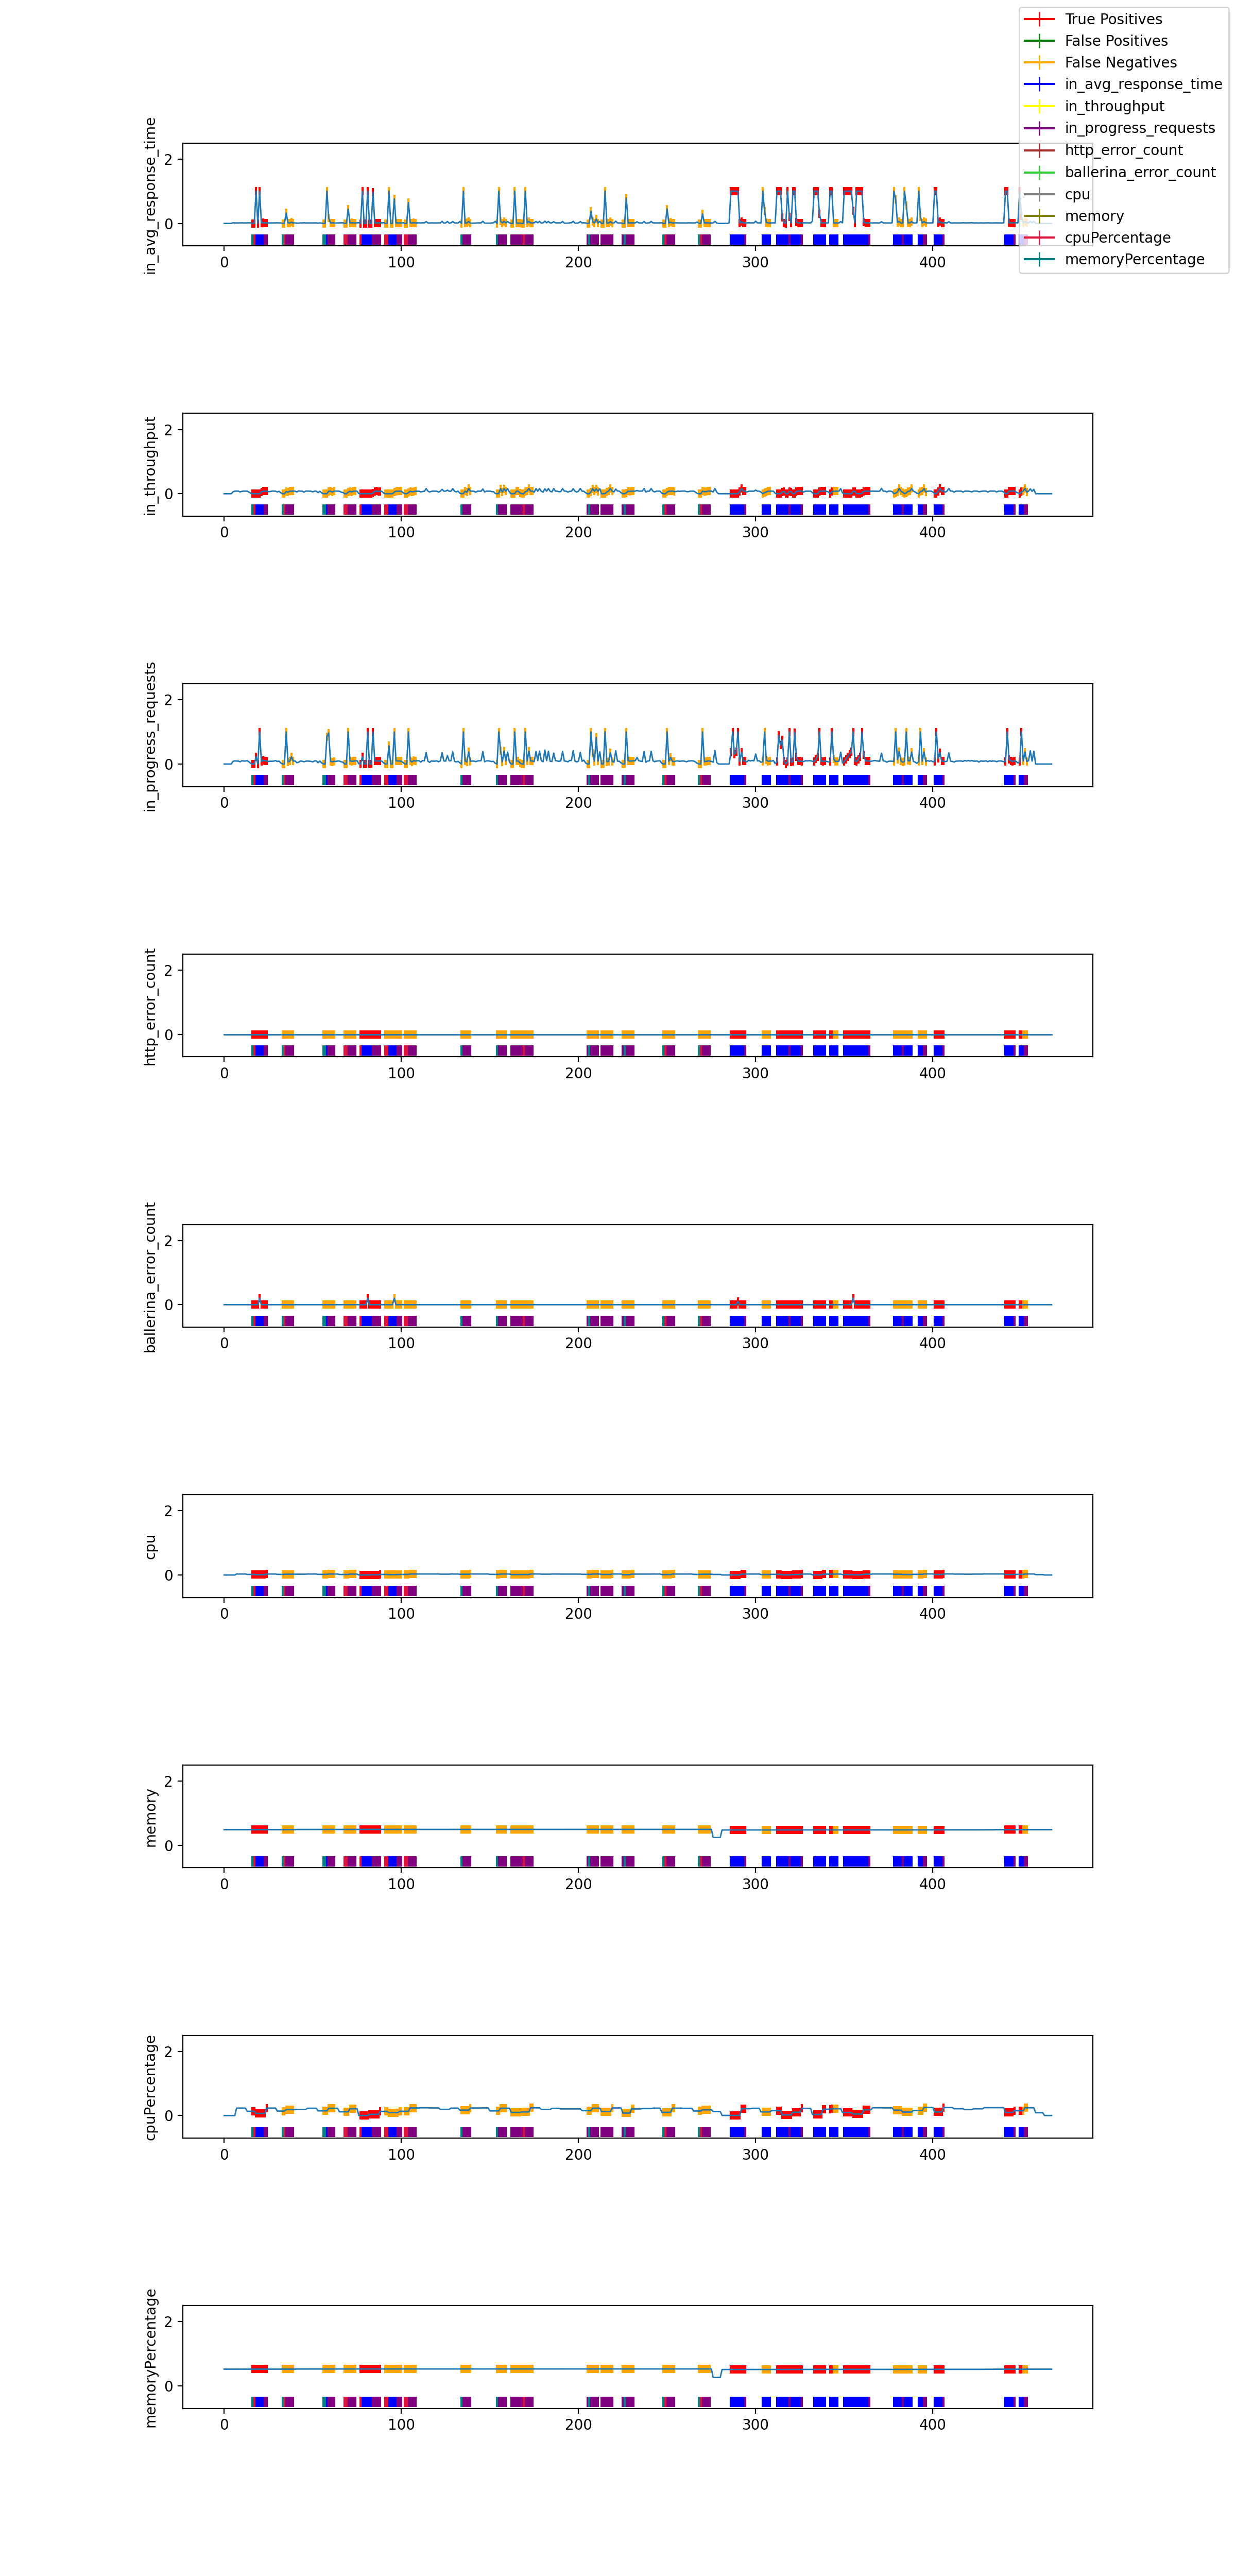 True Positives
False Positives
False Negatives
in_avg_response_time
in_throughput
in_progress_requests
http_error_count
ballerina_error_count
cpu
memory
cpuPercentage
memoryPercentage
in_avg_response_time
2
0
0 100 200 300 400
in_throughput
2
0
0 100 200 300 400
in_progress_requests
2
0
0 100 200 300 400
http_error_count
2
0
0 100 200 300 400
ballerina_error_count
2
0
0 100 200 300 400
cpu
2
0
0 100 200 300 400
memory
2
0
0 100 200 300 400
cpuPercentage
2
0
0 100 200 300 400
memoryPercentage
2
0
0 100 200 300 400